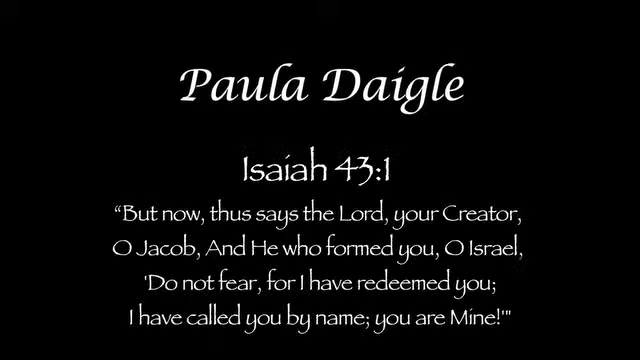 Paula Daigle
Isaiah 43:1
“But now, thus says the Lord, your Creator,
O Jacob, And He who formed you, O Israel,
'Do not fear, for I have redeemed you;
I have called you by name; you are Mine!'"